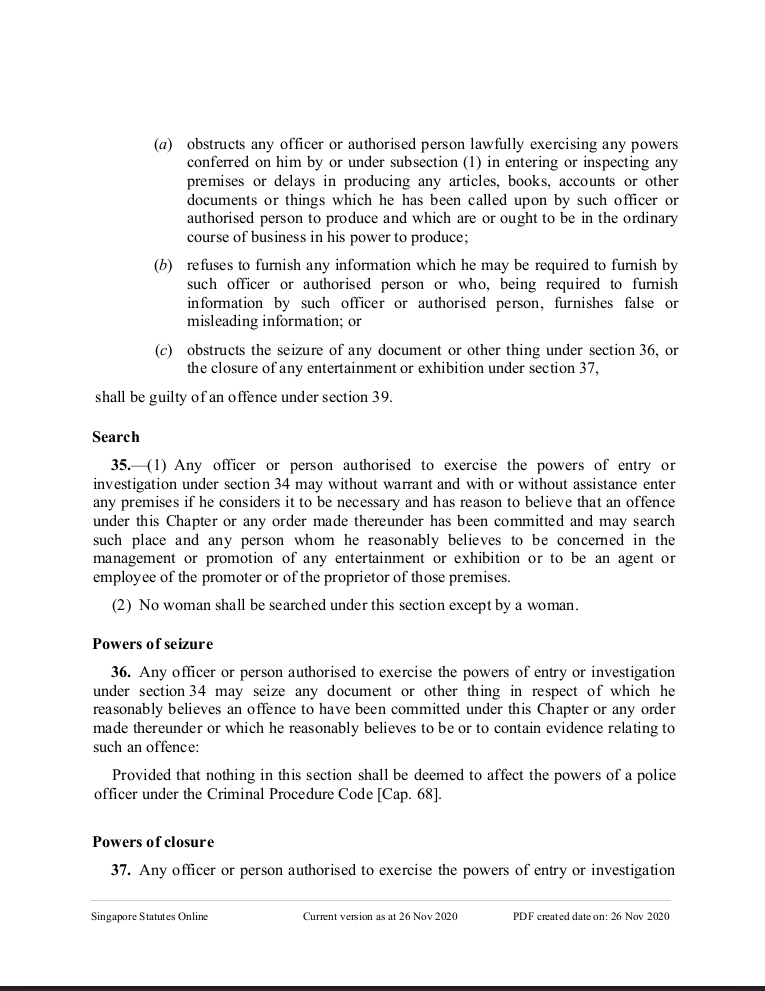 (a) obstructs any officer or authorised person lawfully exercising any powers
conferred on him by or under subsection (1) in entering or inspecting any
premises or delays in producing any articles, books, accounts or other
documents or things which he has been called upon by such officer or
authorised person to produce and which are or ought to be in the ordinary
course of business in his power to produce;
(b) refuses to furnish any information which he may be required to furnish by
such officer or authorised person or who, being required to furnish
information by such officer or authorised person, furnishes false or
misleading information; or
(c) obstructs the seizure of any document or other thing under section 36, or
the closure of any entertainment or exhibition under section 37,
shall be guilty of an offence under section 39.
Search
35.—(1) Any officer or person authorised to exercise the powers of entry or
investigation under section 34 may without warrant and with or without assistance enter
any premises if he considers it to be necessary and has reason to believe that an offence
under this Chapter or any order made thereunder has been committed and may search
such place and any person whom he reasonably believes to be concerned in the
management or promotion of any entertainment or exhibition or to be an agent or
employee of the promoter or of the proprietor of those premises.
(2) No woman shall be searched under this section except by a woman.
Powers of seizure
36. Any officer or person authorised to exercise the powers of entry or investigation
under section 34 may seize any document or other thing in respect of which he
reasonably believes an offence to have been committed under this Chapter or any order
made thereunder or which he reasonably believes to be or to contain evidence relating to
such an offence:
Provided that nothing in this section shall be deemed to affect the powers of a police
officer under the Criminal Procedure Code [Cap. 68].
Powers of closure
37. Any officer or person authorised to exercise the powers of entry or investigation
Singapore Statutes Online Current version as at 26 Nov 2020 PDF created date on: 26 Nov 2020